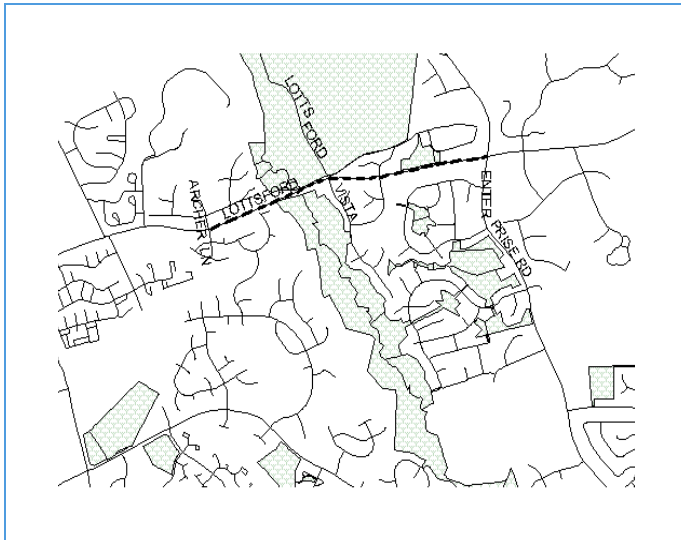 LOTTS FORD
VISTA
LOTTSFORD
ARCHER LN
ENTER PRISE RD